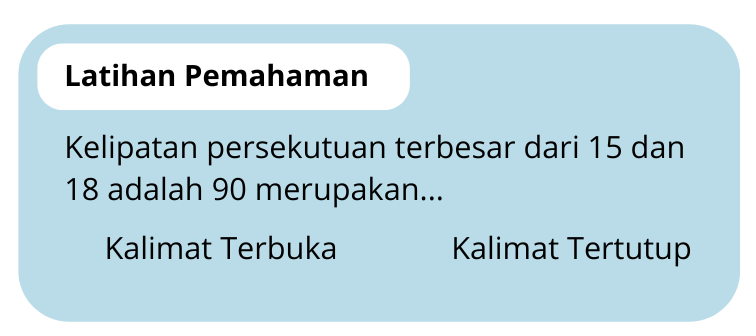 Latihan Pemahaman
Kelipatan persekutuan terbesar dari 15 dan
18 adalah 90 merupakan...
Kalimat Terbuka Kalimat Tertutup